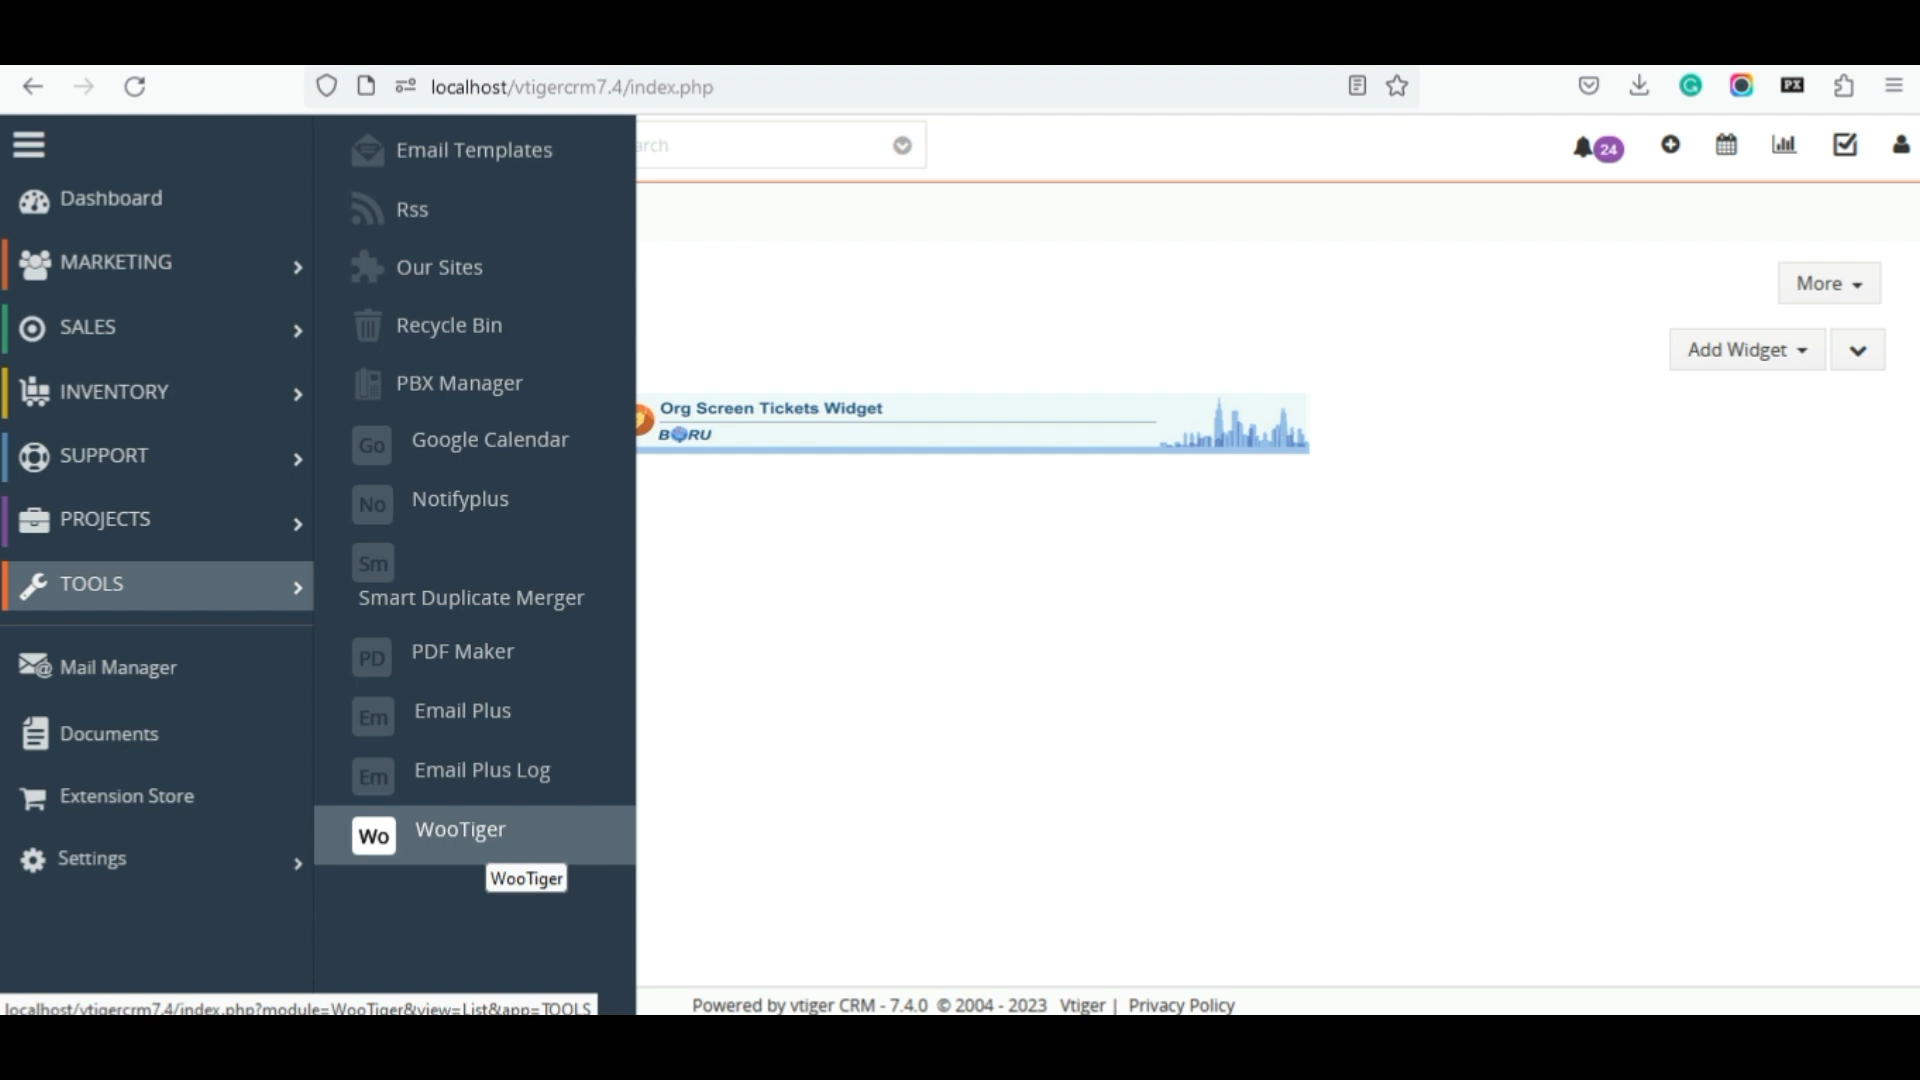 localhost/vtigercrm7.4/index.php
PX
Dashboard
MARKETING
SALES
INVENTORY
SUPPORT
PROJECTS
TOOLS
Mail Manager
Documents
Extension Store
Settings
Email Templates
Rss
Our Sites
Recycle Bin
PBX Manager
Go Google Calendar
No Notifyplus
Sm
Smart Duplicate Merger
PD PDF Maker
Em Email Plus
Em Email Plus Log
Wo WooTiger
WooTiger
arch
24
More
Add Widget
Org Screen Tickets Widget
BORU
localhost/vtigercrm7.4/index.php?module=WooTiger&view=List&app=TOOLS
Powered by vtiger CRM - 7.4.0 © 2004 - 2023 Vtiger | Privacy Policy